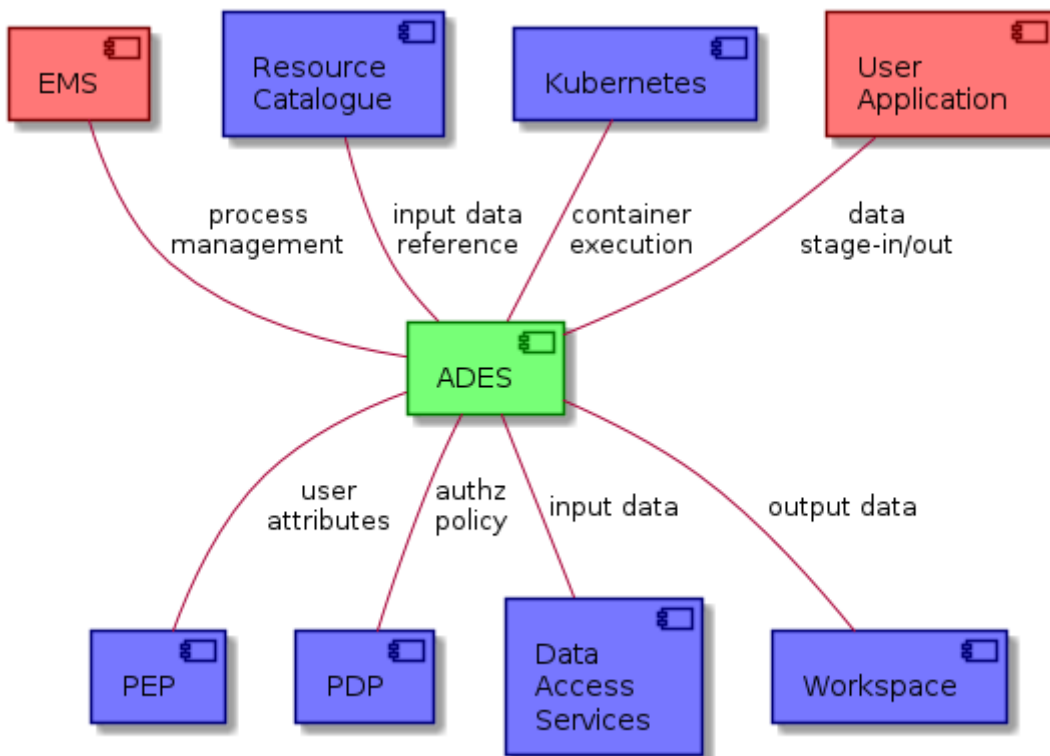 EMS
Resource
Catalogue
Kubernetes
User
Application
process
management
input data
reference
container
execution
data
stage-in/out
ADES
user
attributes
authz
policy
input data
output data
PEP
PDP
Data
Access
Services
Workspace